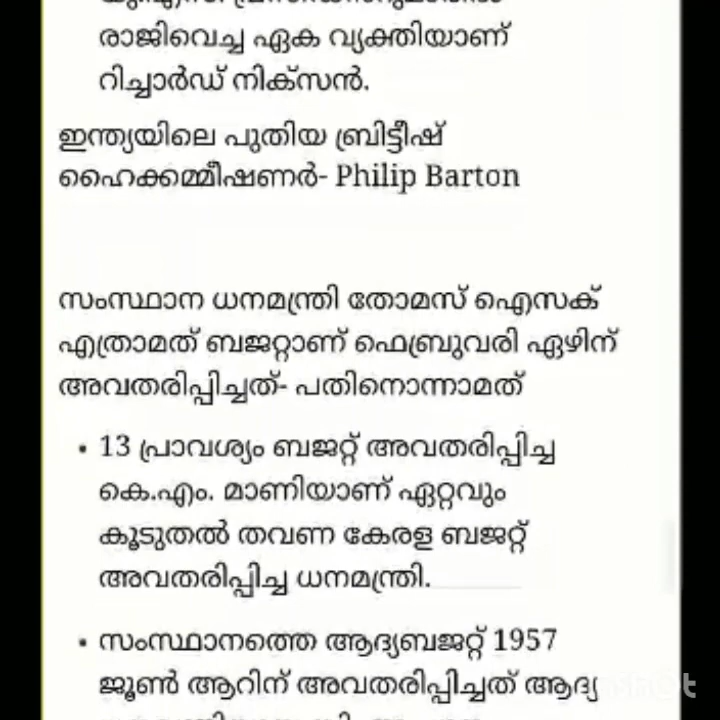 രാജിവെച്ച ഏക വ്യക്തിയാണ്
റിച്ചാർഡ് നിക്സൻ.
ഇന്ത്യയിലെ പുതിയ ബ്രിട്ടീഷ്
ഹൈക്കമ്മീഷണർ- Philip Barton
സംസ്ഥാന ധനമന്ത്രി തോമസ് ഐസക്
എത്രാമത് ബജറ്റാണ് ഫെബ്രുവരി ഏഴിന്
അവതരിപ്പിച്ചത്- പതിനൊന്നാമത്
• 13 പ്രാവശ്യം ബജറ്റ് അവതരിപ്പിച്ച
കെ.എം. മാണിയാണ് ഏറ്റവും
കൂടുതൽ തവണ കേരള ബജറ്റ്
അവതരിപ്പിച്ച ധനമന്ത്രി.
• സംസ്ഥാനത്തെ ആദ്യബജറ്റ് 1957
ജൂൺ ആറിന് അവതരിപ്പിച്ചത് ആദ്യ